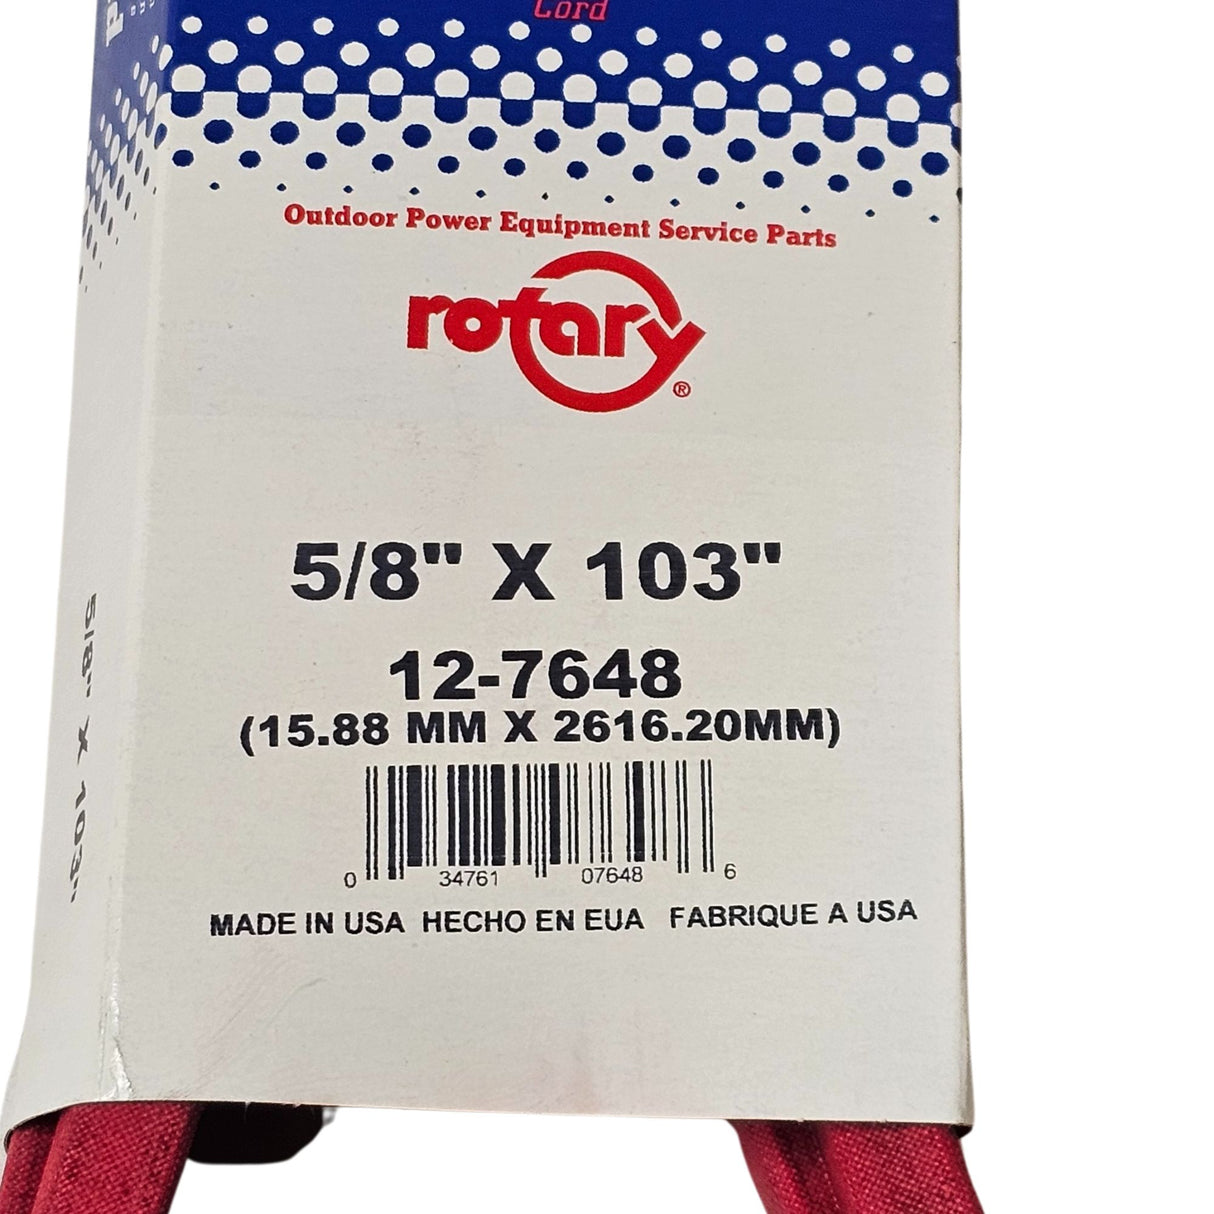 Cord
Outdoor Power Equipment Service Parts
rotary
®
5/8" X 103"
12-7648
(15.88 MM X 2616.20MM)
0 34761 07648 6
MADE IN USA HECHO EN EUA FABRIQUE A USA
5/8" X 103"